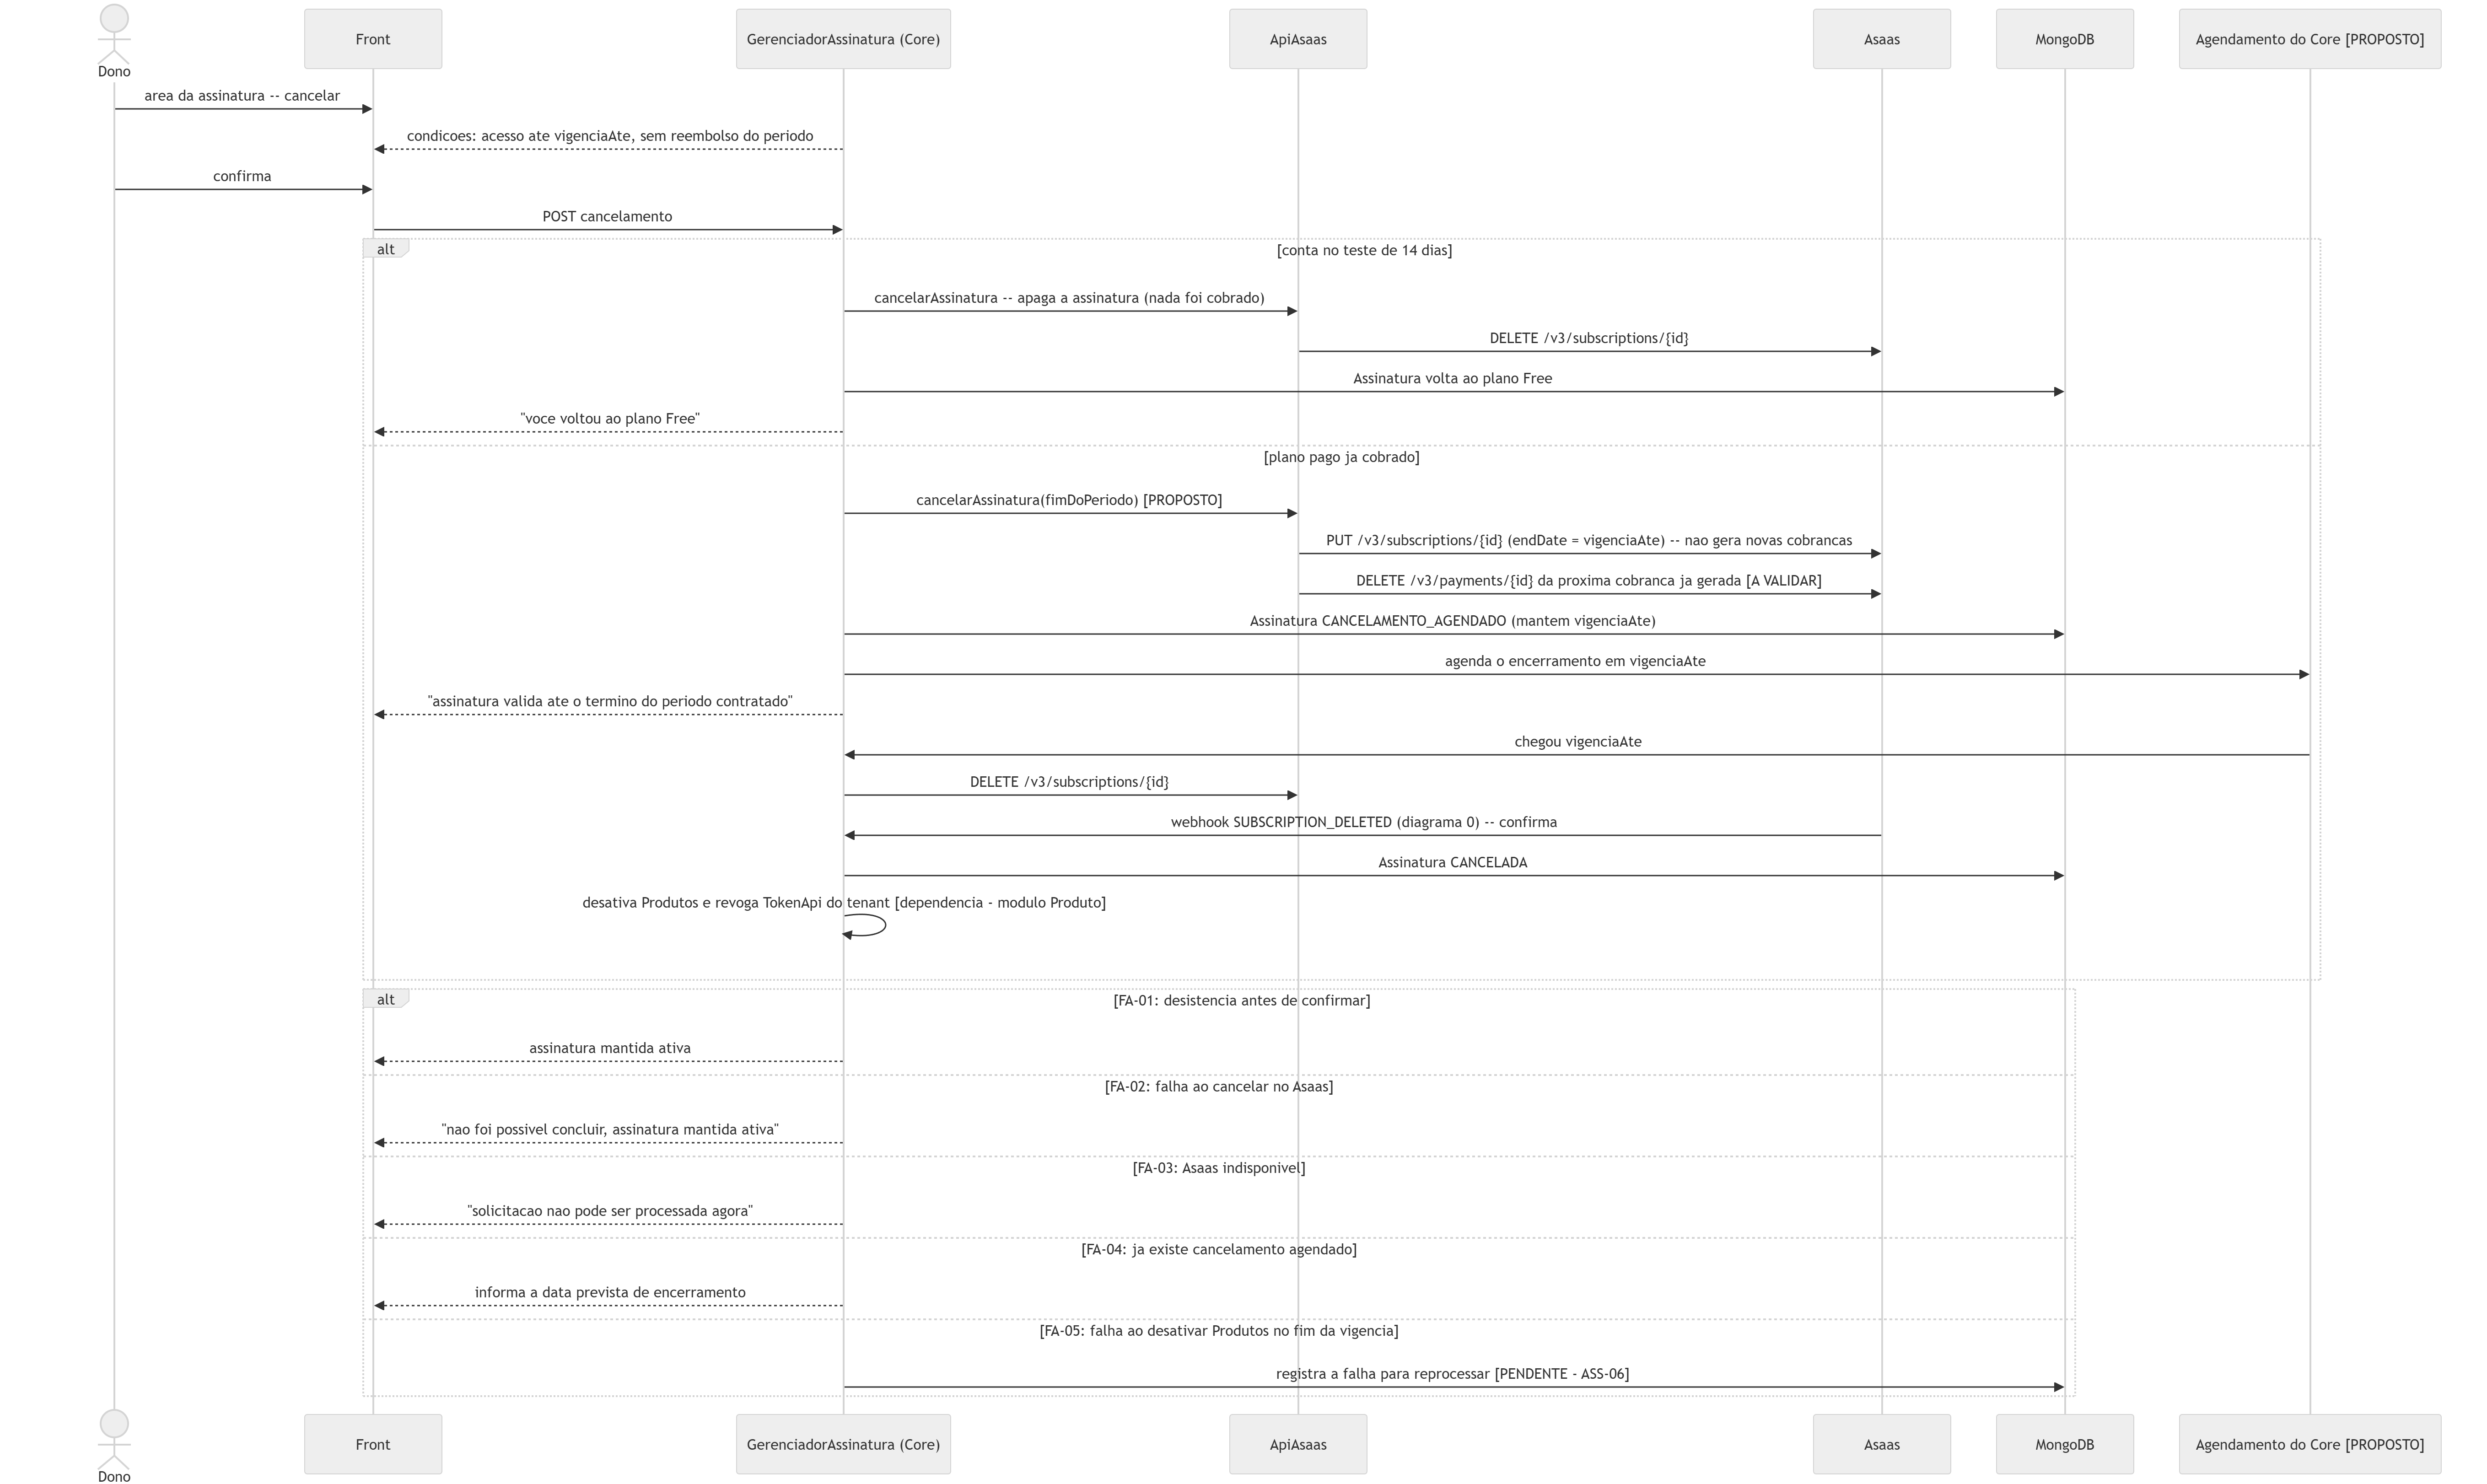 Dono
Front
GerenciadorAssinatura (Core)
ApiAsaas
Asaas
MongoDB
Agendamento do Core [PROPOSTO]
area da assinatura -- cancelar
condicoes: acesso ate vigenciaAte, sem reembolso do periodo
confirma
POST cancelamento
alt
[conta no teste de 14 dias]
cancelarAssinatura -- apaga a assinatura (nada foi cobrado)
DELETE /v3/subscriptions/{id}
Assinatura volta ao plano Free
"voce voltou ao plano Free"
[plano pago ja cobrado]
cancelarAssinatura(fimDoPeriodo) [PROPOSTO]
PUT /v3/subscriptions/{id} (endDate = vigenciaAte) -- nao gera novas cobrancas
DELETE /v3/payments/{id} da proxima cobranca ja gerada [A VALIDAR]
Assinatura CANCELAMENTO_AGENDADO (mantem vigenciaAte)
agenda o encerramento em vigenciaAte
"assinatura valida ate o termino do periodo contratado"
chegou vigenciaAte
DELETE /v3/subscriptions/{id}
webhook SUBSCRIPTION_DELETED (diagrama 0) -- confirma
Assinatura CANCELADA
desativa Produtos e revoga TokenApi do tenant [dependencia - modulo Produto]
alt
[FA-01: desistencia antes de confirmar]
assinatura mantida ativa
[FA-02: falha ao cancelar no Asaas]
"nao foi possivel concluir, assinatura mantida ativa"
[FA-03: Asaas indisponivel]
"solicitacao nao pode ser processada agora"
[FA-04: ja existe cancelamento agendado]
informa a data prevista de encerramento
[FA-05: falha ao desativar Produtos no fim da vigencia]
registra a falha para reprocessar [PENDENTE - ASS-06]
Dono
Front
GerenciadorAssinatura (Core)
ApiAsaas
Asaas
MongoDB
Agendamento do Core [PROPOSTO]